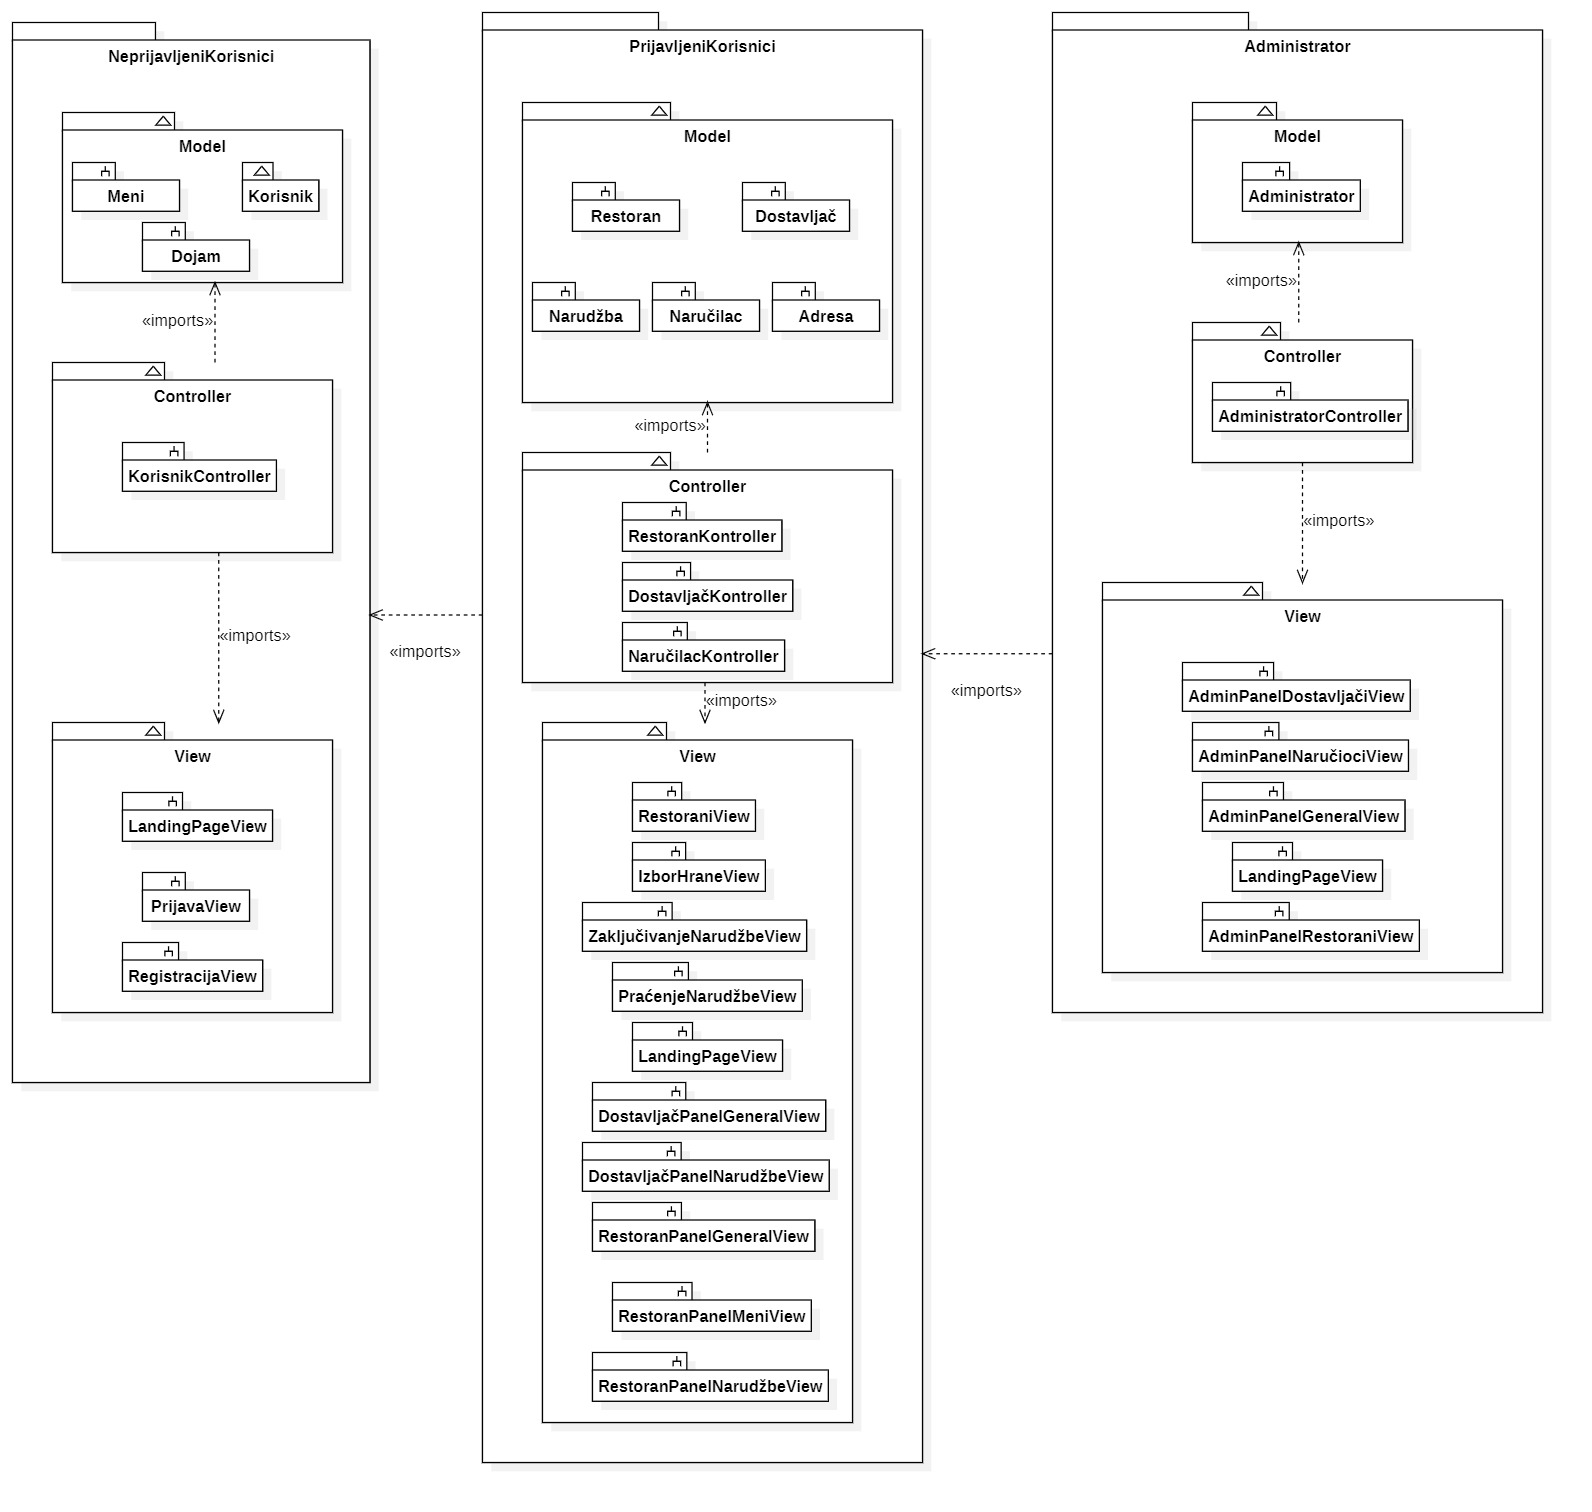 NeprijavljeniKorisnici
Model
Meni
Korisnik
Dojam
«imports»
Controller
KorisnikController
«imports»
View
LandingPageView
PrijavaView
RegistracijaView
«imports»
PrijavljeniKorisnici
Model
Restoran
Dostavljač
Narudžba
Naručilac
Adresa
«imports»
Controller
RestoranKontroller
DostavljačKontroller
NaručilacKontroller
«imports»
View
RestoraniView
IzborHraneView
ZaključivanjeNarudžbeView
PraćenjeNarudžbeView
LandingPageView
DostavljačPanelGeneralView
DostavljačPanelNarudžbeView
RestoranPanelGeneralView
RestoranPanelMeniView
RestoranPanelNarudžbeView
«imports»
Administrator
Model
Administrator
«imports»
Controller
AdministratorController
«imports»
View
AdminPanelDostavljačiView
AdminPanelNaručiociView
AdminPanelGeneralView
LandingPageView
AdminPanelRestoraniView